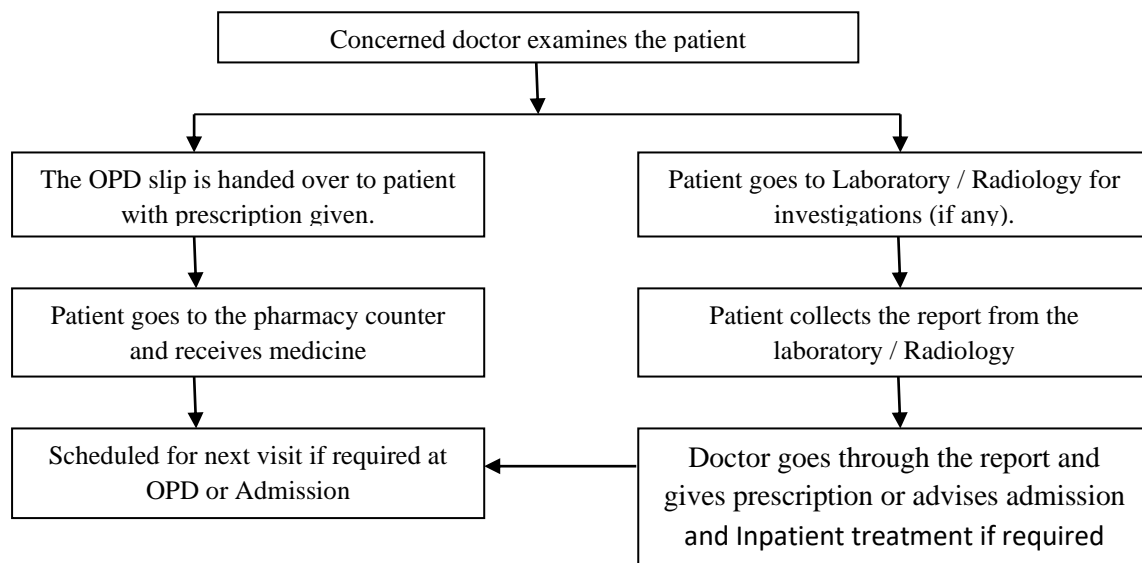 Concerned doctor examines the patient
The OPD slip is handed over to patient
with prescription given.
Patient goes to Laboratory / Radiology for
investigations (if any).
Patient goes to the pharmacy counter
and receives medicine
Patient collects the report from the
laboratory / Radiology
Scheduled for next visit if required at
OPD or Admission
Doctor goes through the report and
gives prescription or advises admission
and Inpatient treatment if required